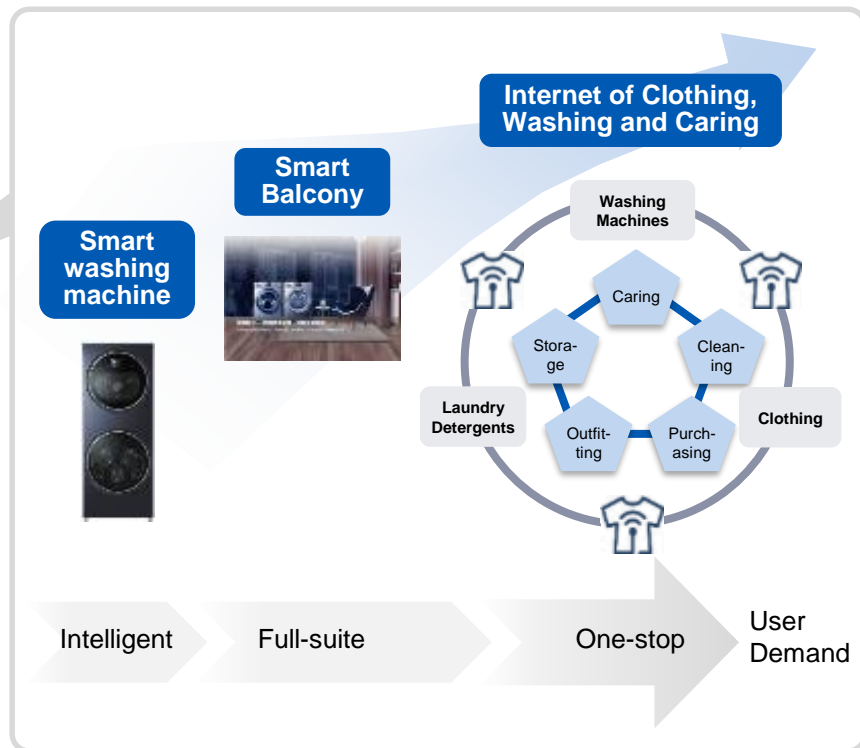 Internet of Clothing,
Washing and Caring
Smart
Balcony
Smart
washing
machine
Washing
Machines
Caring
Stora-
ge
Clean-
ing
Laundry
Detergents
Clothing
Outfit-
ting
Purch-
asing
Intelligent
Full-suite
One-stop
User
Demand